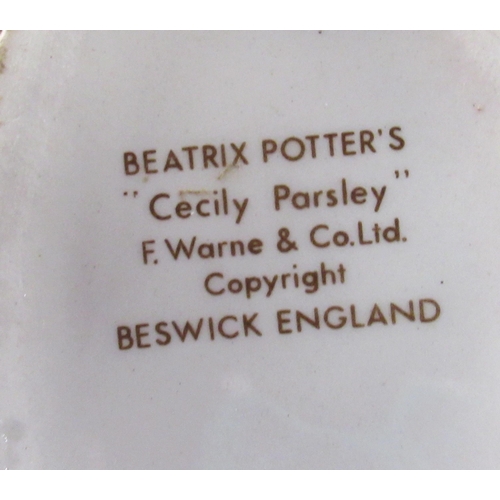 BEATRIX POTTER'S
"Cecily Parsley"
F. Warne & Co. Ltd.
Copyright
BESWICK ENGLAND